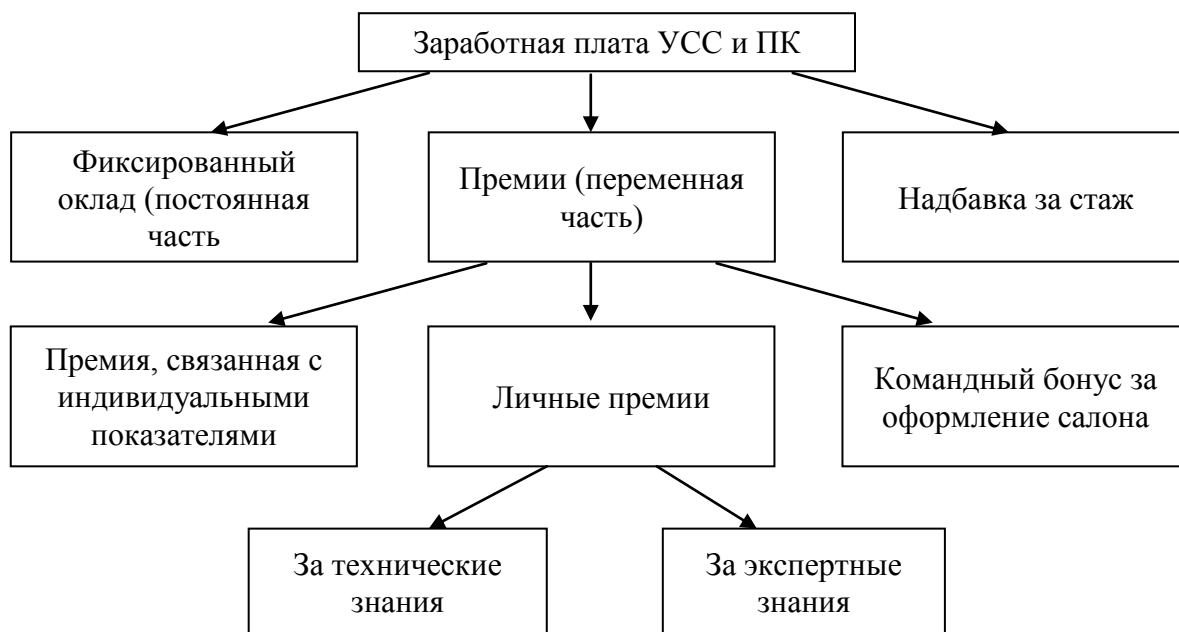 Заработная плата УСС и ПК
Фиксированный
оклад (постоянная
часть
Премии (переменная
часть)
Надбавка за стаж
Премия, связанная с
индивидуальными
показателями
Личные премии
Командный бонус за
оформление салона
За технические
знания
За экспертные
знания